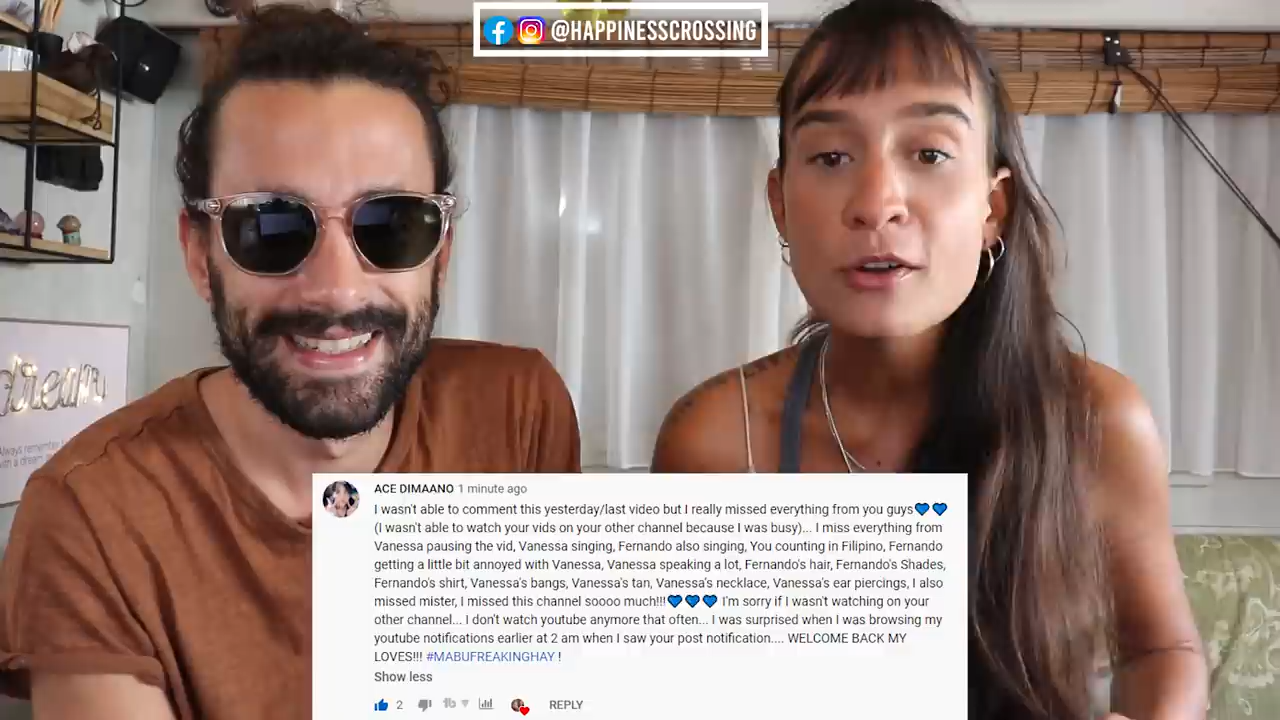 @HAPPINESSCROSSING
dream
Always remember
with a dream
ACE DIMAANO 1 minute ago
I wasn't able to comment this yesterday/last video but I really missed everything from you guys💙💙
(I wasn't able to watch your vids on your other channel because I was busy)... I miss everything from
Vanessa pausing the vid, Vanessa singing, Fernando also singing, You counting in Filipino, Fernando
getting a little bit annoyed with Vanessa, Vanessa speaking a lot, Fernando's hair, Fernando's Shades,
Fernando's shirt, Vanessa's bangs, Vanessa's tan, Vanessa's necklace, Vanessa's ear piercings, I also
missed mister, I missed this channel soooo much!!!💙💙💙 I'm sorry if I wasn't watching on your
other channel... I don't watch youtube anymore that often... I was surprised when I was browsing my
youtube notifications earlier at 2 am when I saw your post notification.... WELCOME BACK MY
LOVES!!! #MABUFREAKINGHAY !
Show less
2 REPLY